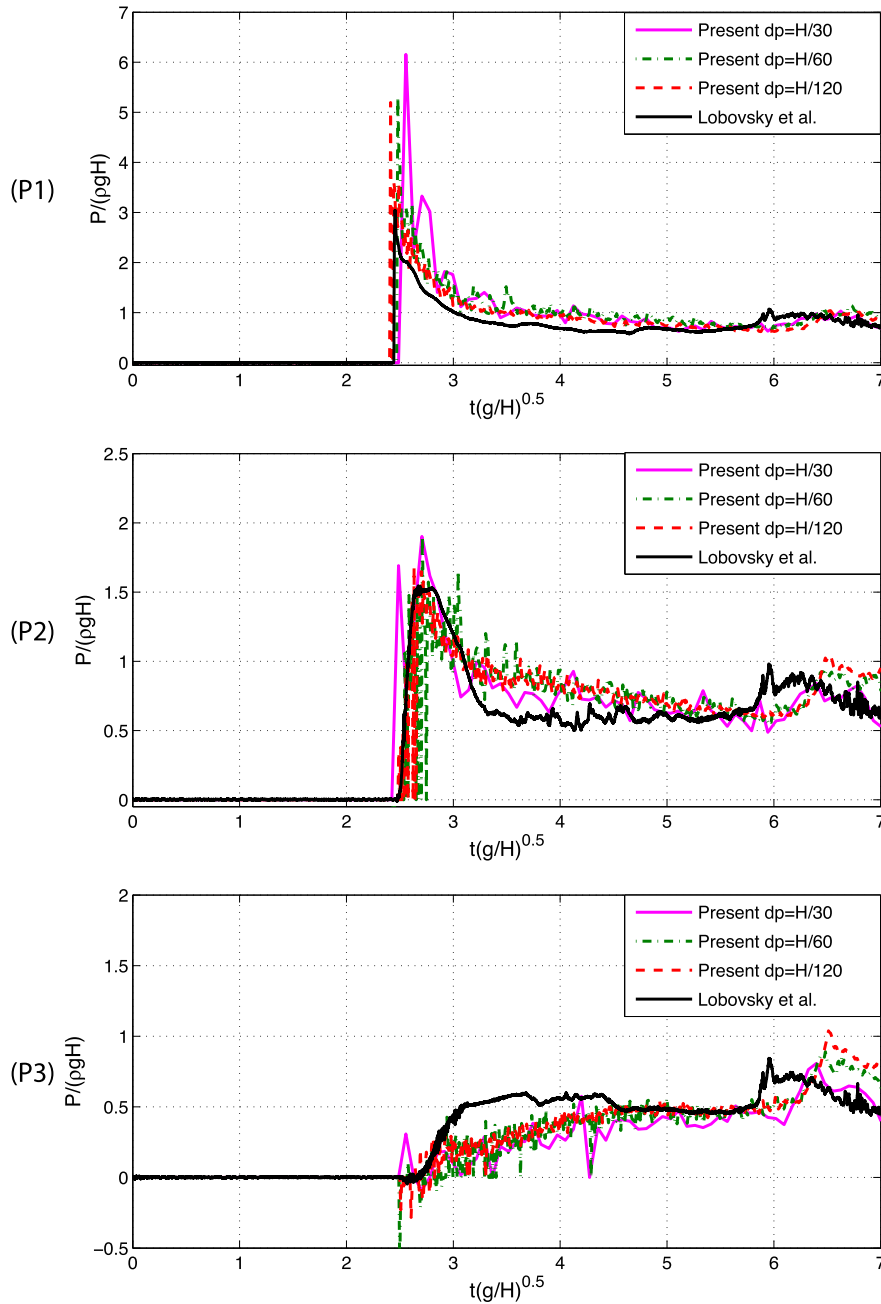 (P1)
P/(ρgH)
7
6
5
4
3
2
1
0
0 1 2 3 4 5 6 7
t(g/H)^0.5
Present dp=H/30
Present dp=H/60
Present dp=H/120
Lobovsky et al.
(P2)
P/(ρgH)
2.5
2
1.5
1
0.5
0
0 1 2 3 4 5 6 7
t(g/H)^0.5
Present dp=H/30
Present dp=H/60
Present dp=H/120
Lobovsky et al.
(P3)
P/(ρgH)
2
1.5
1
0.5
0
−0.5
0 1 2 3 4 5 6 7
t(g/H)^0.5
Present dp=H/30
Present dp=H/60
Present dp=H/120
Lobovsky et al.